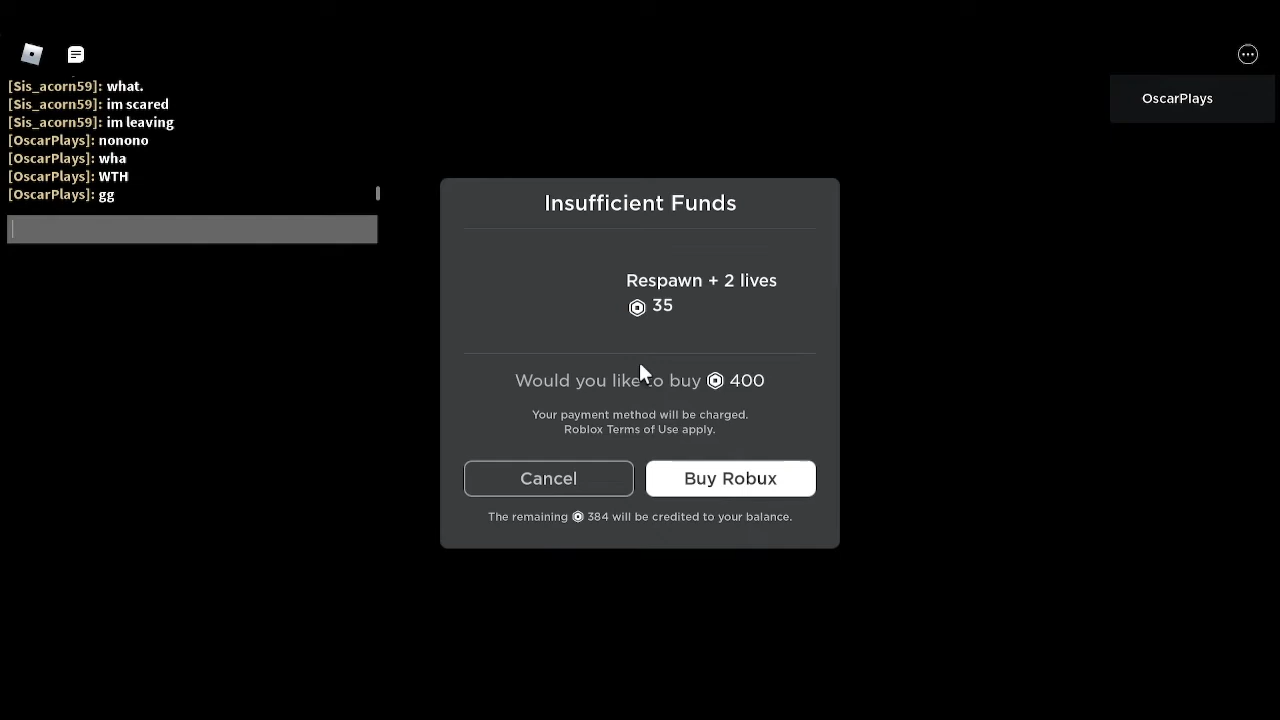 [Sis_acorn59]: what.
[Sis_acorn59]: im scared
[Sis_acorn59]: im leaving
[OscarPlays]: nonono
[OscarPlays]: wha
[OscarPlays]: WTH
[OscarPlays]: gg
OscarPlays
Insufficient Funds
Respawn + 2 lives
35
Would you like to buy 400
Your payment method will be charged.
Roblox Terms of Use apply.
Cancel
Buy Robux
The remaining 384 will be credited to your balance.